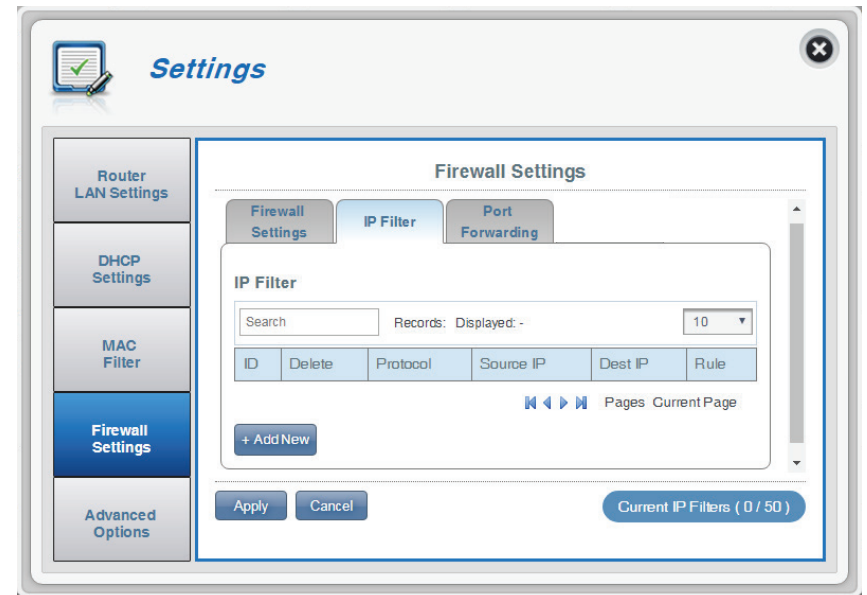 Settings
Router
LAN Settings
DHCP
Settings
MAC
Filter
Firewall
Settings
Advanced
Options
Firewall Settings
Firewall
Settings
IP Filter
Port
Forwarding
IP Filter
Search Records: Displayed: - 10
ID Delete Protocol Source IP Dest IP Rule
Pages Current Page
+ Add New
Apply Cancel Current IP Filters ( 0 / 50 )